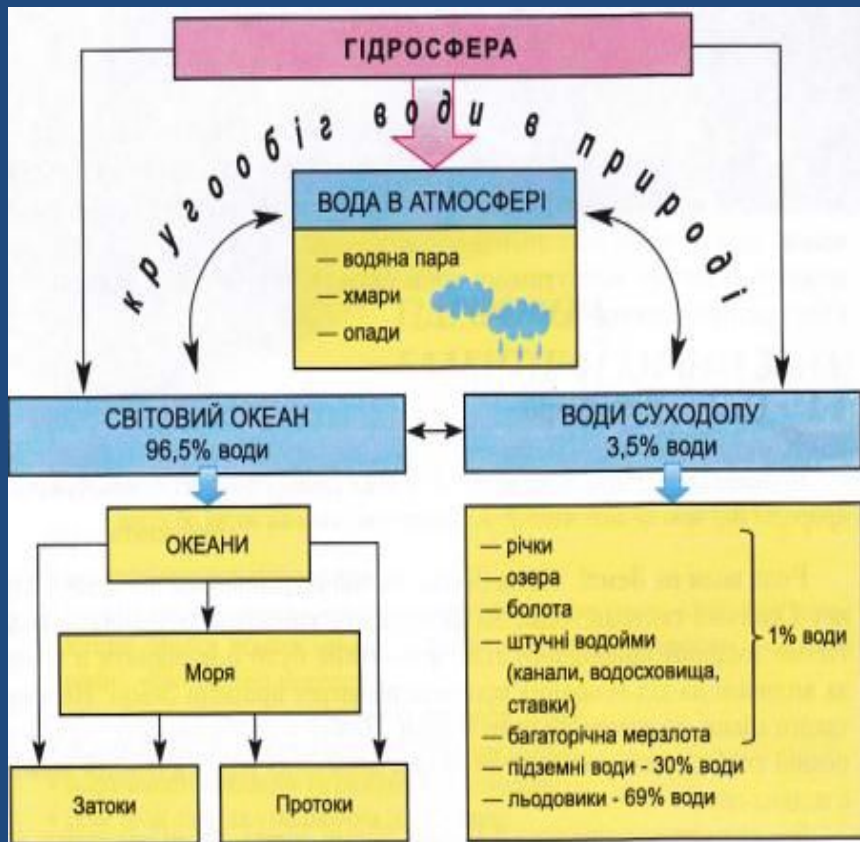 ГІДРОСФЕРА
кругообіг води в природі
ВОДА В АТМОСФЕРІ
— водяна пара
— хмари
— опади
СВІТОВИЙ ОКЕАН
96,5% води
ВОДИ СУХОДОЛУ
3,5% води
ОКЕАНИ
Моря
Затоки
Протоки
— річки
— озера
— болота
— штучні водойми
(канали, водосховища,
ставки)
— багаторічна мерзлота
1% води
— підземні води - 30% води
— льодовики - 69% води